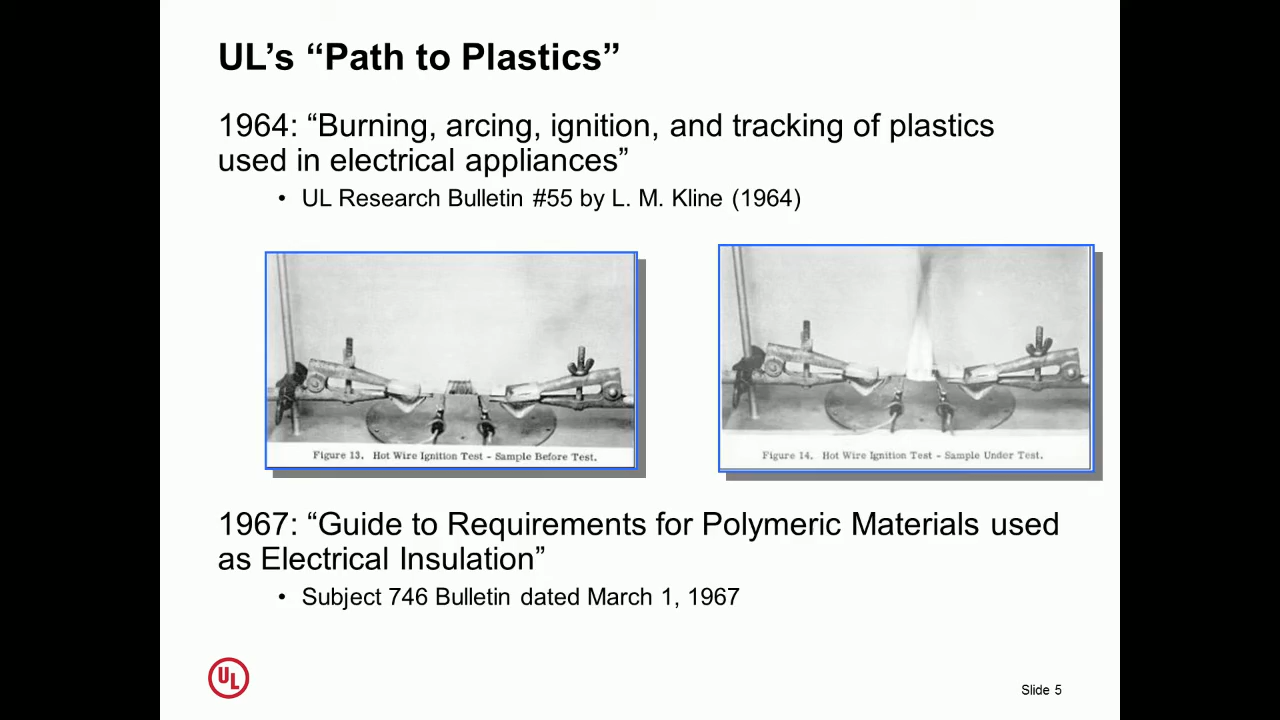 UL’s “Path to Plastics”
1964: “Burning, arcing, ignition, and tracking of plastics
used in electrical appliances”
• UL Research Bulletin #55 by L. M. Kline (1964)
Figure 13. Hot Wire Ignition Test - Sample Before Test.
Figure 14. Hot Wire Ignition Test - Sample Under Test.
1967: “Guide to Requirements for Polymeric Materials used
as Electrical Insulation”
• Subject 746 Bulletin dated March 1, 1967
UL
Slide 5